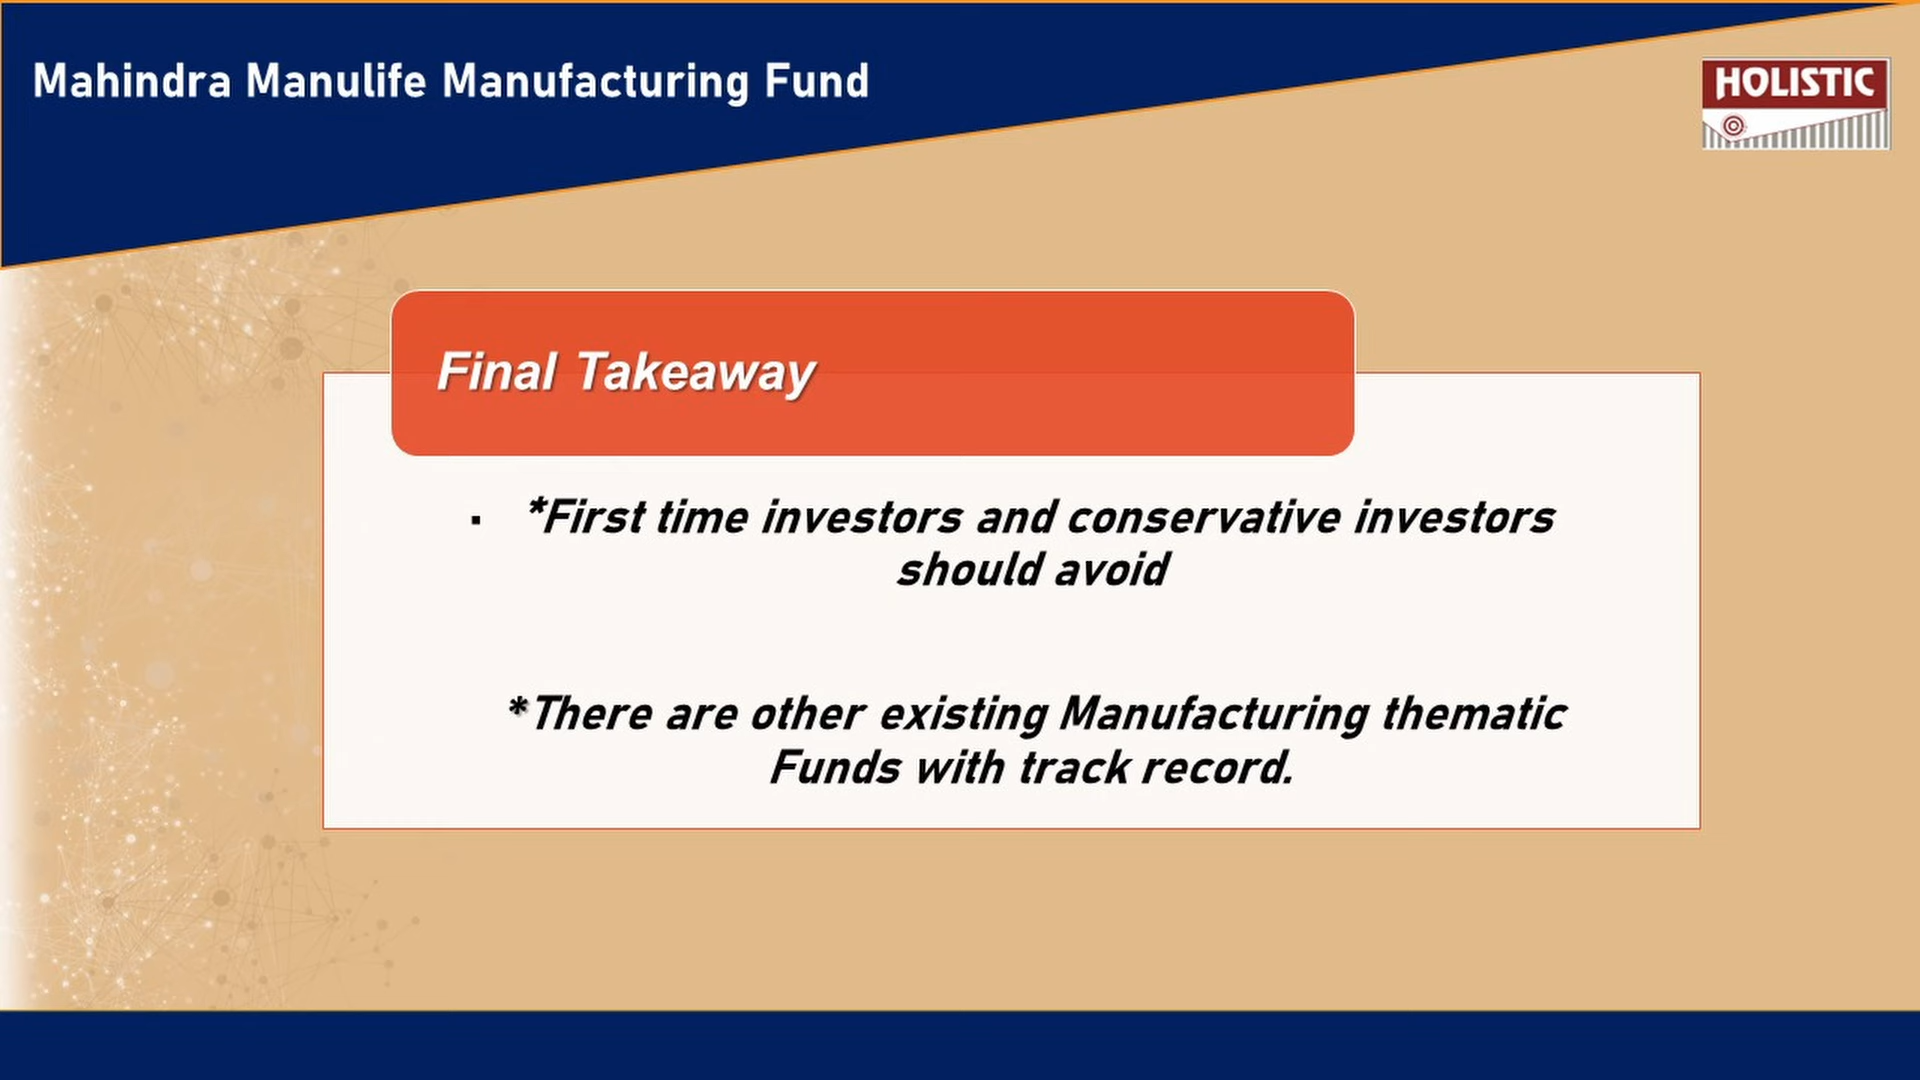 Mahindra Manulife Manufacturing Fund
HOLISTIC
Final Takeaway
▪ *First time investors and conservative investors
should avoid
*There are other existing Manufacturing thematic
Funds with track record.